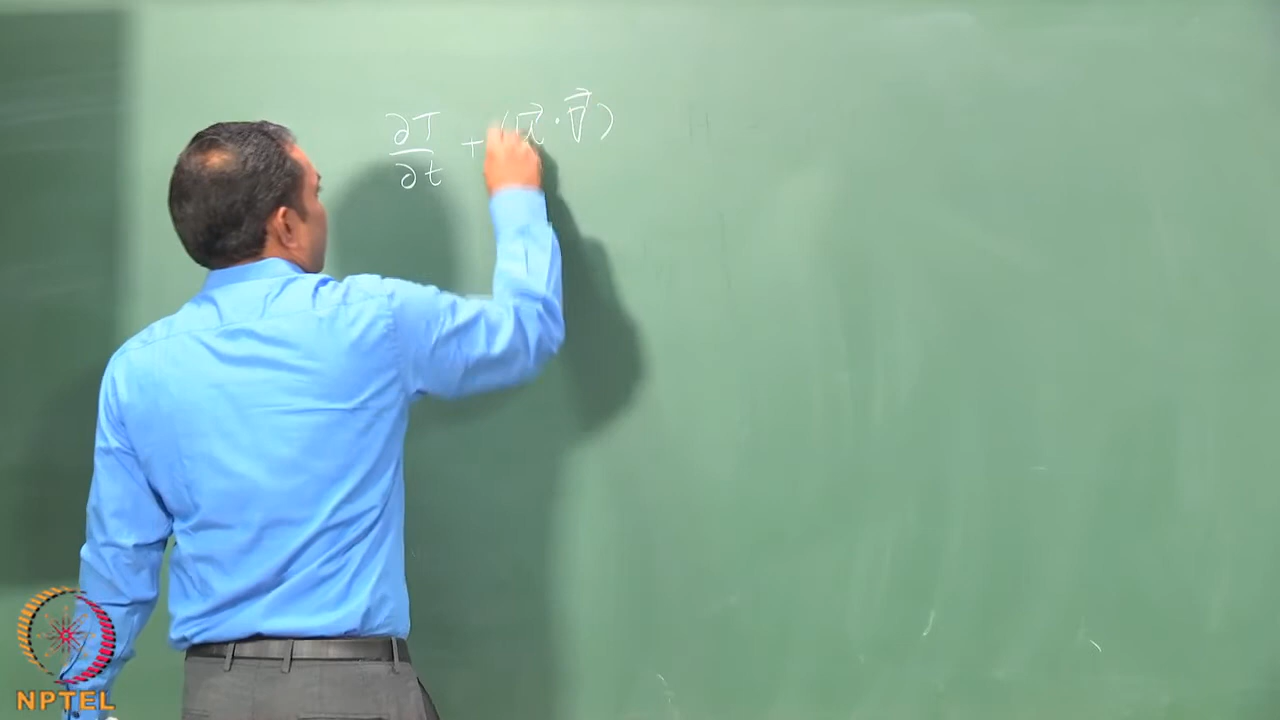 ∂T/∂t + (u⃗ · ∇⃗)
NPTEL